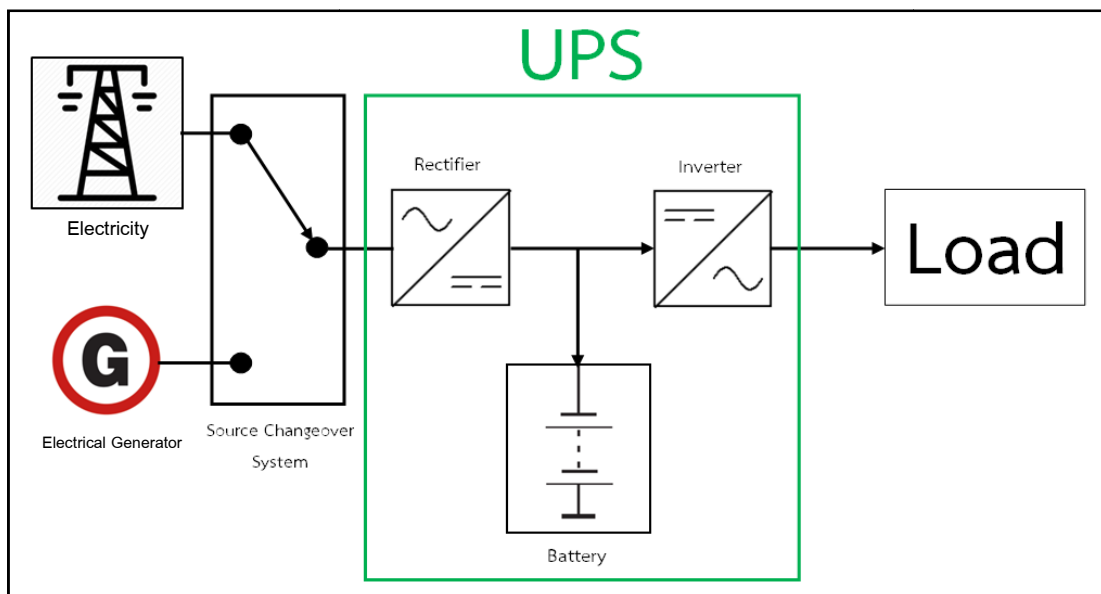 UPS
Electricity
Rectifier
Inverter
Load
G
Electrical Generator
Source Changeover
System
Battery